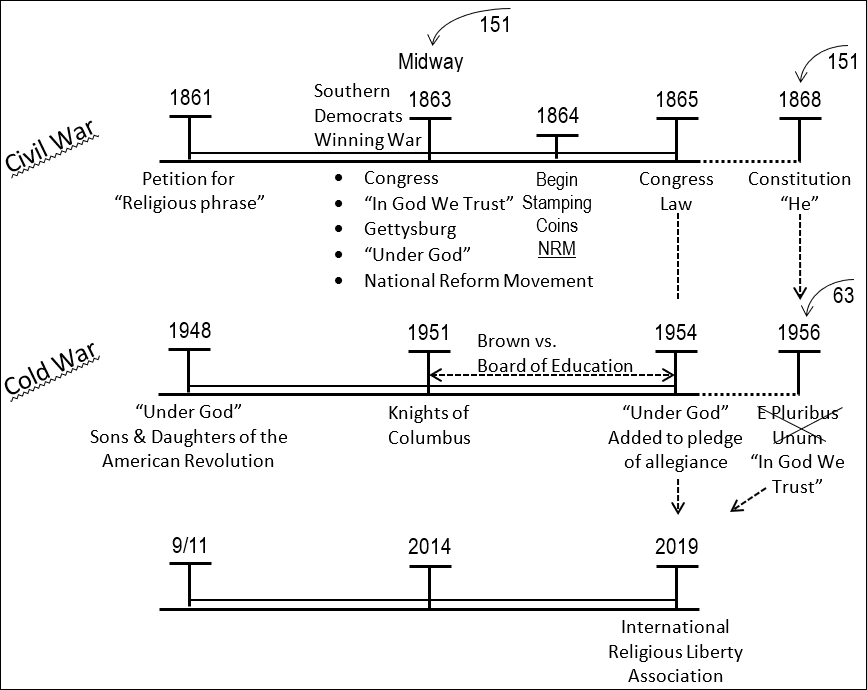 151
Midway
151
Civil War
1861
Southern
Democrats
Winning War
1863
1864
1865
1868
Petition for
“Religious phrase”
• Congress
• “In God We Trust”
• Gettysburg
• “Under God”
• National Reform Movement
Begin
Stamping
Coins
NRM
Congress
Law
Constitution
“He”
63
Cold War
1948
1951
Brown vs.
Board of Education
1954
1956
“Under God”
Sons & Daughters of the
American Revolution
Knights of
Columbus
“Under God”
Added to pledge
of allegiance
E Pluribus
Unum
“In God We
Trust”
9/11
2014
2019
International
Religious Liberty
Association